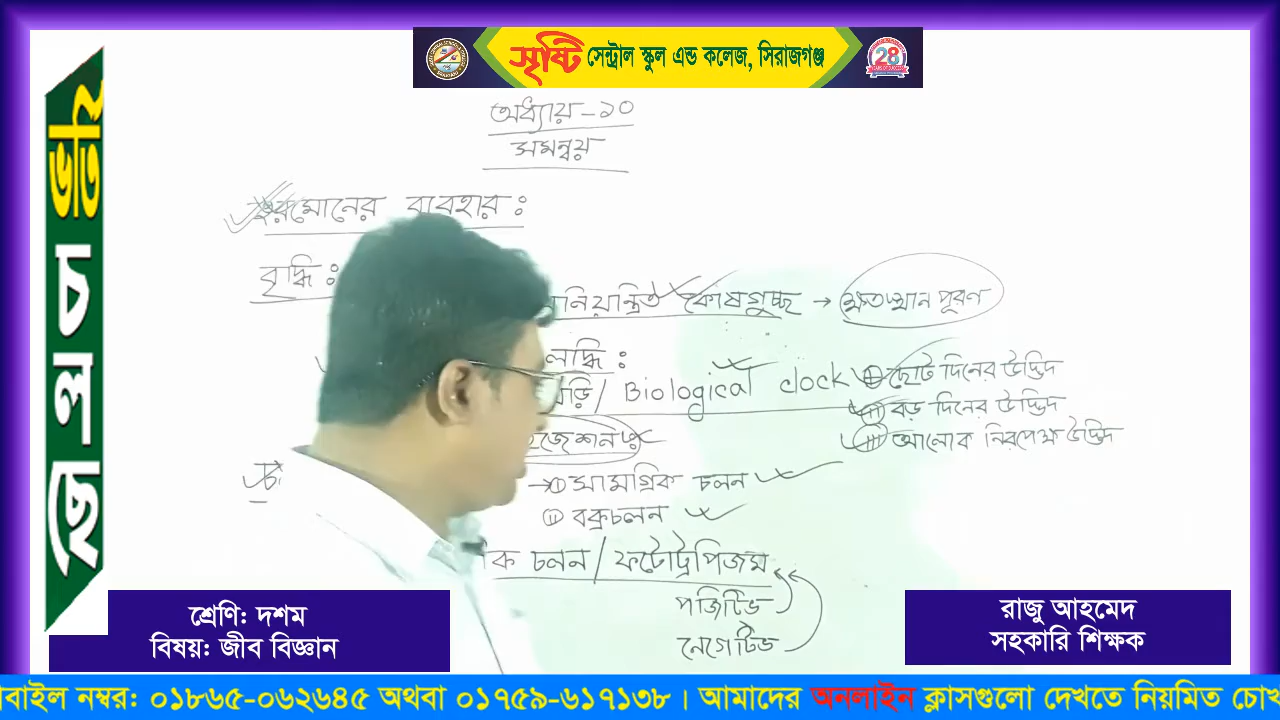 সৃষ্টি সেন্ট্রাল স্কুল এন্ড কলেজ, সিরাজগঞ্জ
28
ভর্তি চলছে
অধ্যায়-১০
সমন্বয়
হরমোনের ব্যবহার :
বৃদ্ধি :
নিয়ন্ত্রিত কোষগুচ্ছ → ক্ষতস্থান পূরণ
লব্ধি :
ড়ি / Biological clock
i ছোট দিনের উদ্ভিদ
ii বড় দিনের উদ্ভিদ
iii আলোক নিরপেক্ষ উদ্ভিদ
জেশন :
→ i সামগ্রিক চলন
ii বক্রচলন
ক চলন / ফটোট্রপিজম
পজিটিভ
নেগেটিভ
শ্রেণি: দশম
বিষয়: জীব বিজ্ঞান
রাজু আহমেদ
সহকারি শিক্ষক
াবাইল নম্বর: ০১৮৬৫-০৬২৬৪৫ অথবা ০১৭৫৯-৬১৭১৩৮ । আমাদের অনলাইন ক্লাসগুলো দেখতে নিয়মিত চোখ